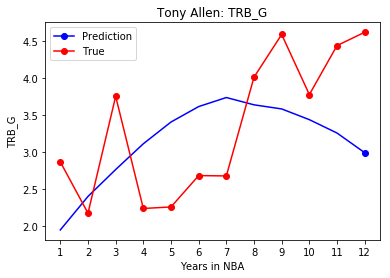 Tony Allen: TRB_G
Prediction
True
TRB_G
4.5
4.0
3.5
3.0
2.5
2.0
1 2 3 4 5 6 7 8 9 10 11 12
Years in NBA